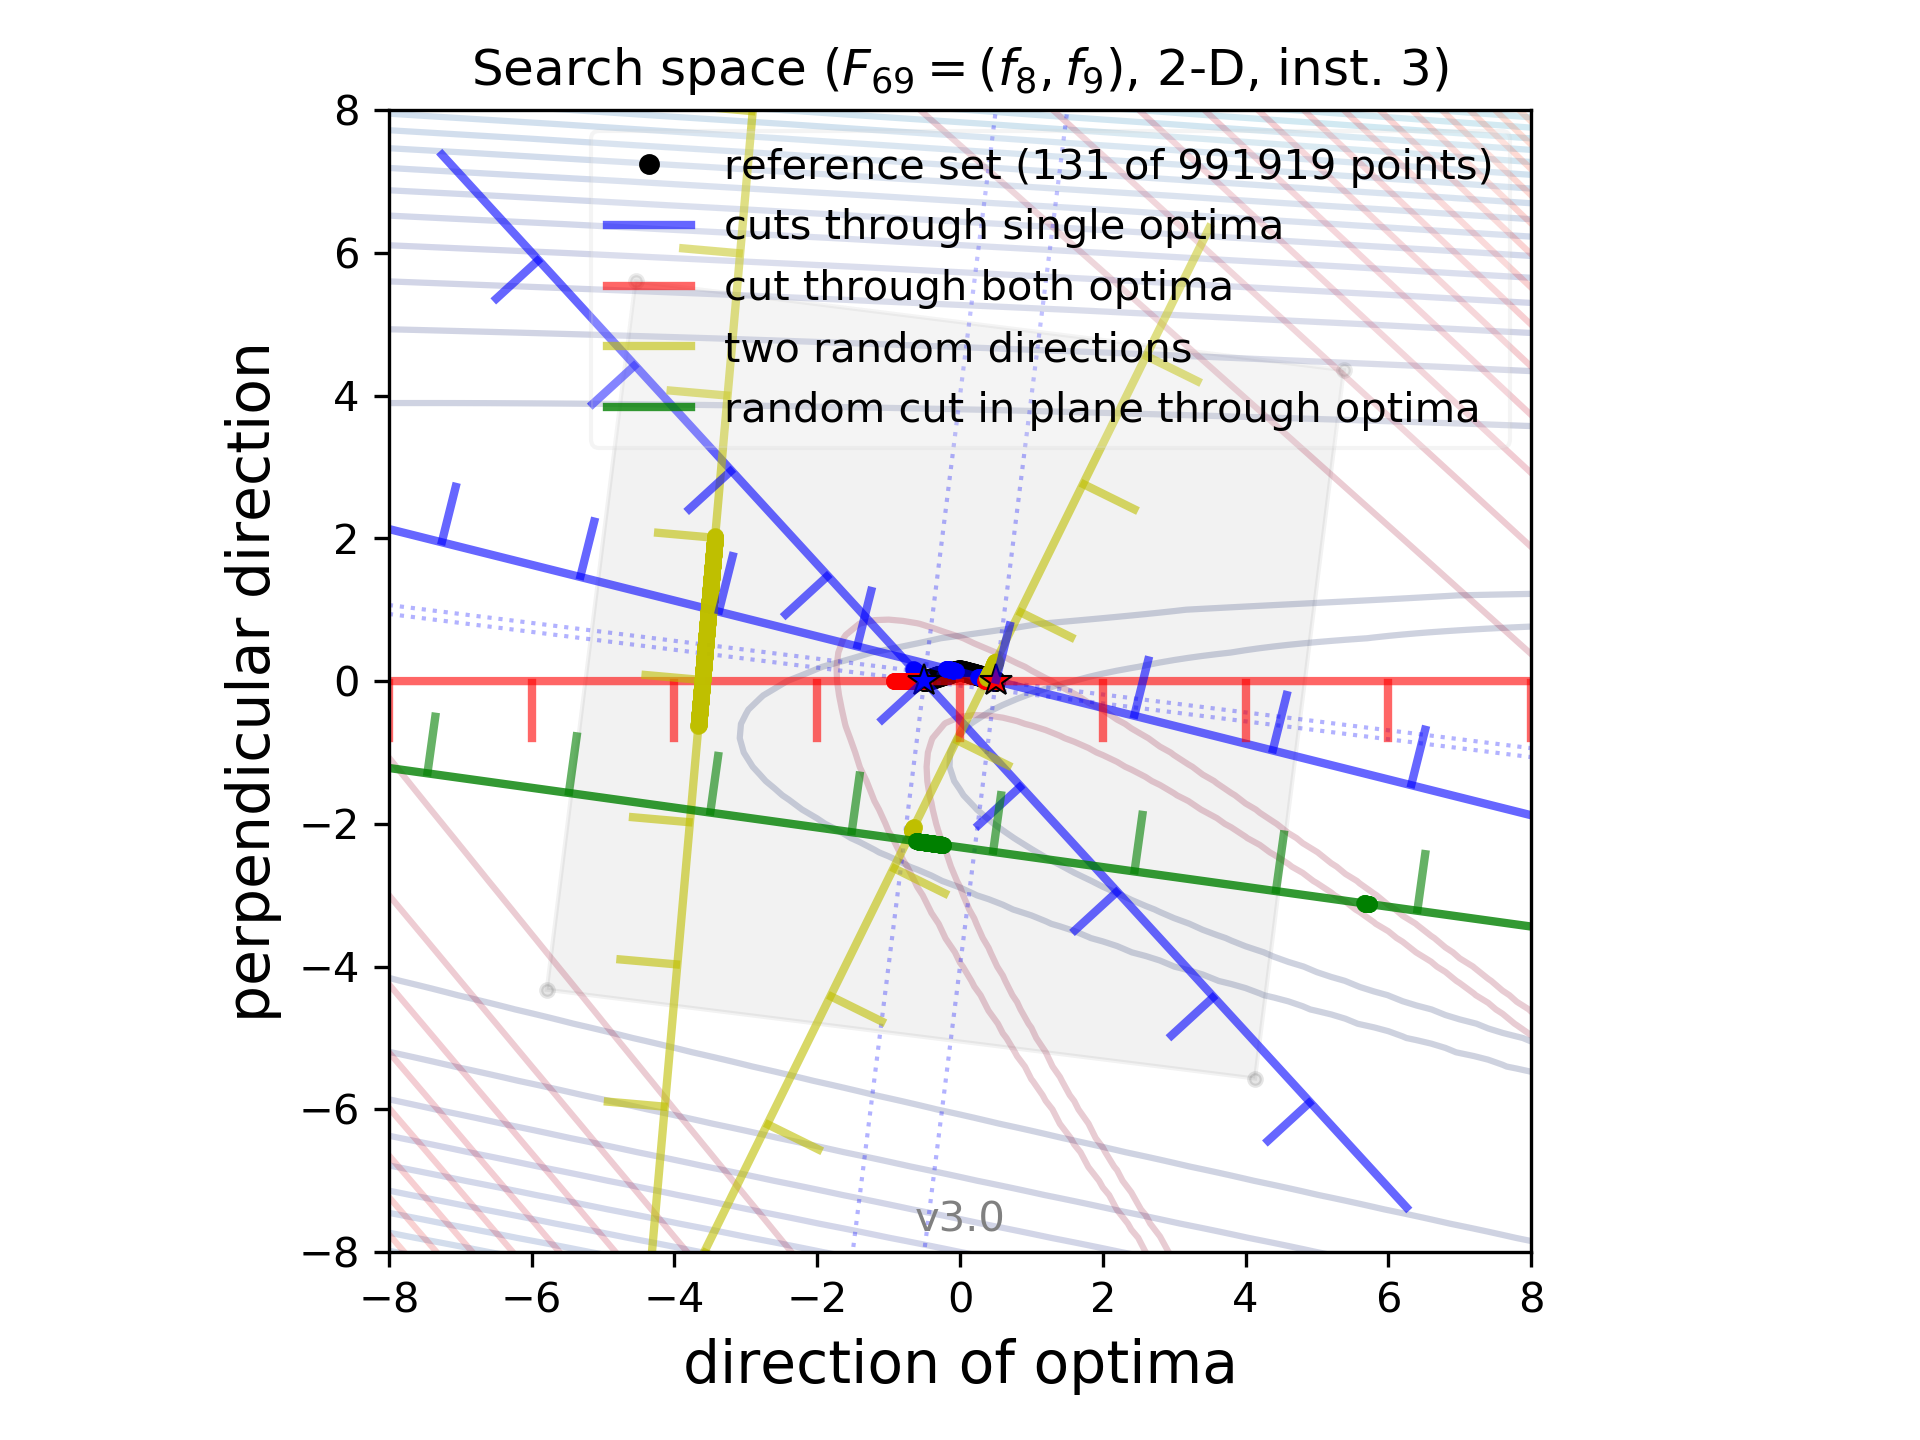 Search space (F69 = (f8, f9), 2-D, inst. 3)
reference set (131 of 991919 points)
cuts through single optima
cut through both optima
two random directions
random cut in plane through optima
perpendicular direction
8
6
4
2
0
−2
−4
−6
−8
v3.0
−8 −6 −4 −2 0 2 4 6 8
direction of optima